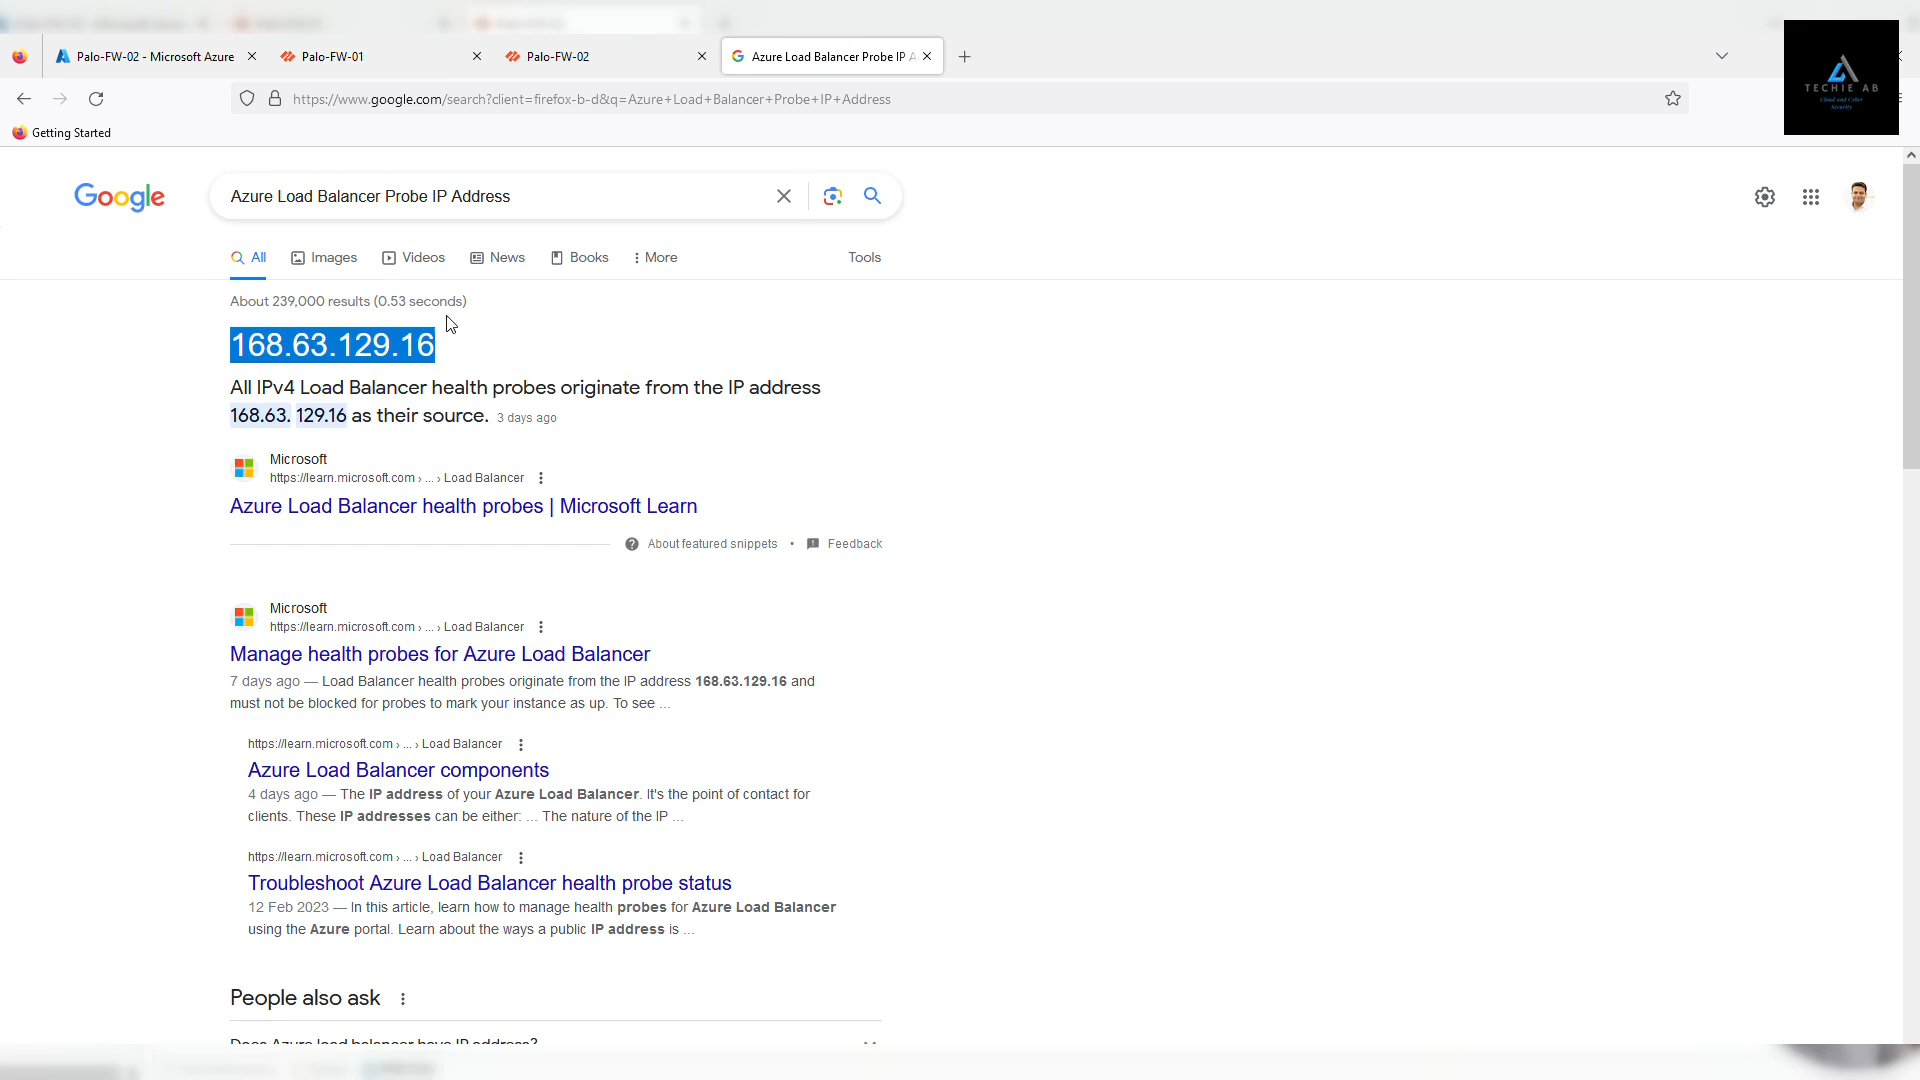 Palo-FW-02 - Microsoft Azure
Palo-FW-01
Palo-FW-02
Azure Load Balancer Probe IP A
https://www.google.com/search?client=firefox-b-d&q=Azure+Load+Balancer+Probe+IP+Address
Getting Started
TECHIE AB
Cloud and Cyber
Security
Google
Azure Load Balancer Probe IP Address
All
Images
Videos
News
Books
More
Tools
About 239,000 results (0.53 seconds)
168.63.129.16
All IPv4 Load Balancer health probes originate from the IP address
168.63. 129.16 as their source. 3 days ago
Microsoft
https://learn.microsoft.com › ... › Load Balancer
Azure Load Balancer health probes | Microsoft Learn
About featured snippets • Feedback
Microsoft
https://learn.microsoft.com › ... › Load Balancer
Manage health probes for Azure Load Balancer
7 days ago — Load Balancer health probes originate from the IP address 168.63.129.16 and
must not be blocked for probes to mark your instance as up. To see ...
https://learn.microsoft.com › ... › Load Balancer
Azure Load Balancer components
4 days ago — The IP address of your Azure Load Balancer. It's the point of contact for
clients. These IP addresses can be either: ... The nature of the IP ...
https://learn.microsoft.com › ... › Load Balancer
Troubleshoot Azure Load Balancer health probe status
12 Feb 2023 — In this article, learn how to manage health probes for Azure Load Balancer
using the Azure portal. Learn about the ways a public IP address is ...
People also ask
Does Azure load balancer have IP address?